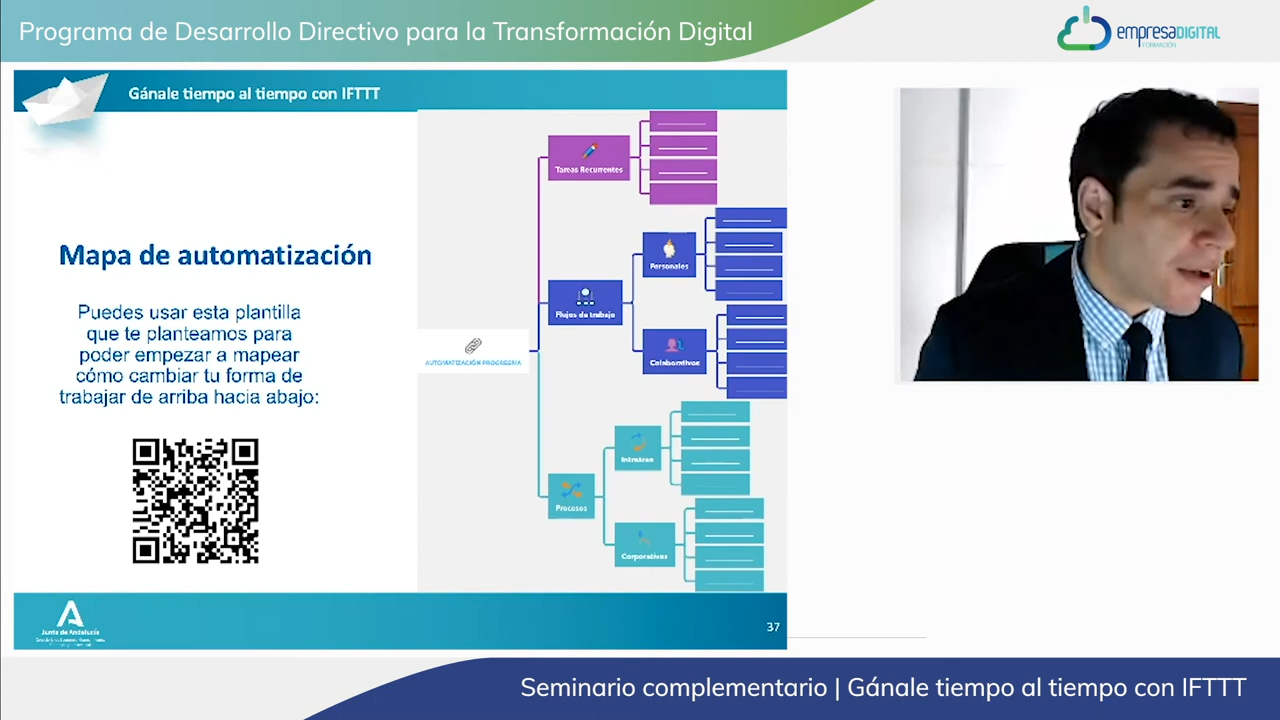 Programa de Desarrollo Directivo para la Transformación Digital
empresaDIGITAL
FORMACIÓN
Gánale tiempo al tiempo con IFTTT
Mapa de automatización
Puedes usar esta plantilla
que te planteamos para
poder empezar a mapear
cómo cambiar tu forma de
trabajar de arriba hacia abajo:
AUTOMATIZACIÓN PROGRESIVA
Tareas Recurrentes
Flujos de trabajo
Personales
Colaborativos
Procesos
Corporativos
Junta de Andalucía
37
Seminario complementario | Gánale tiempo al tiempo con IFTTT